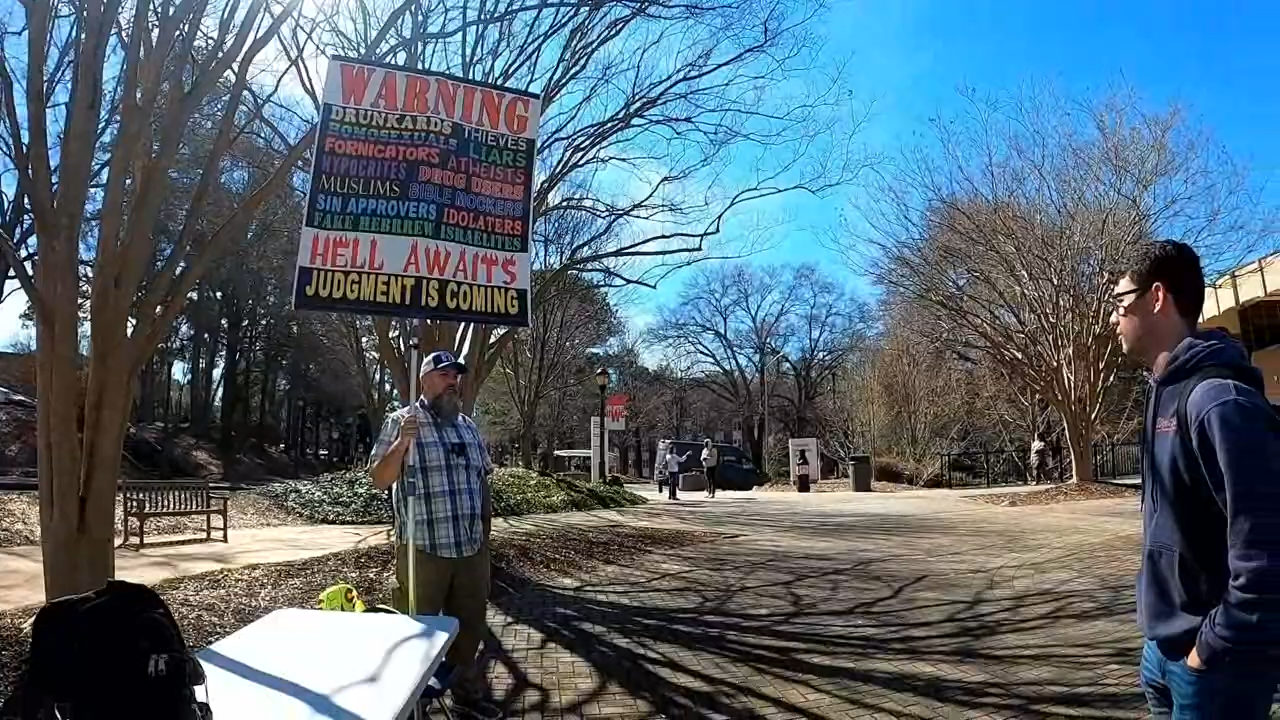 WARNING
DRUNKARDS THIEVES
HOMOSEXUALS LIARS
FORNICATORS ATHEISTS
HYPOCRITES DRUG USERS
MUSLIMS BIBLE MOCKERS
SIN APPROVERS IDOLATERS
FAKE HEBREW ISRAELITES
HELL AWAITS
JUDGMENT IS COMING